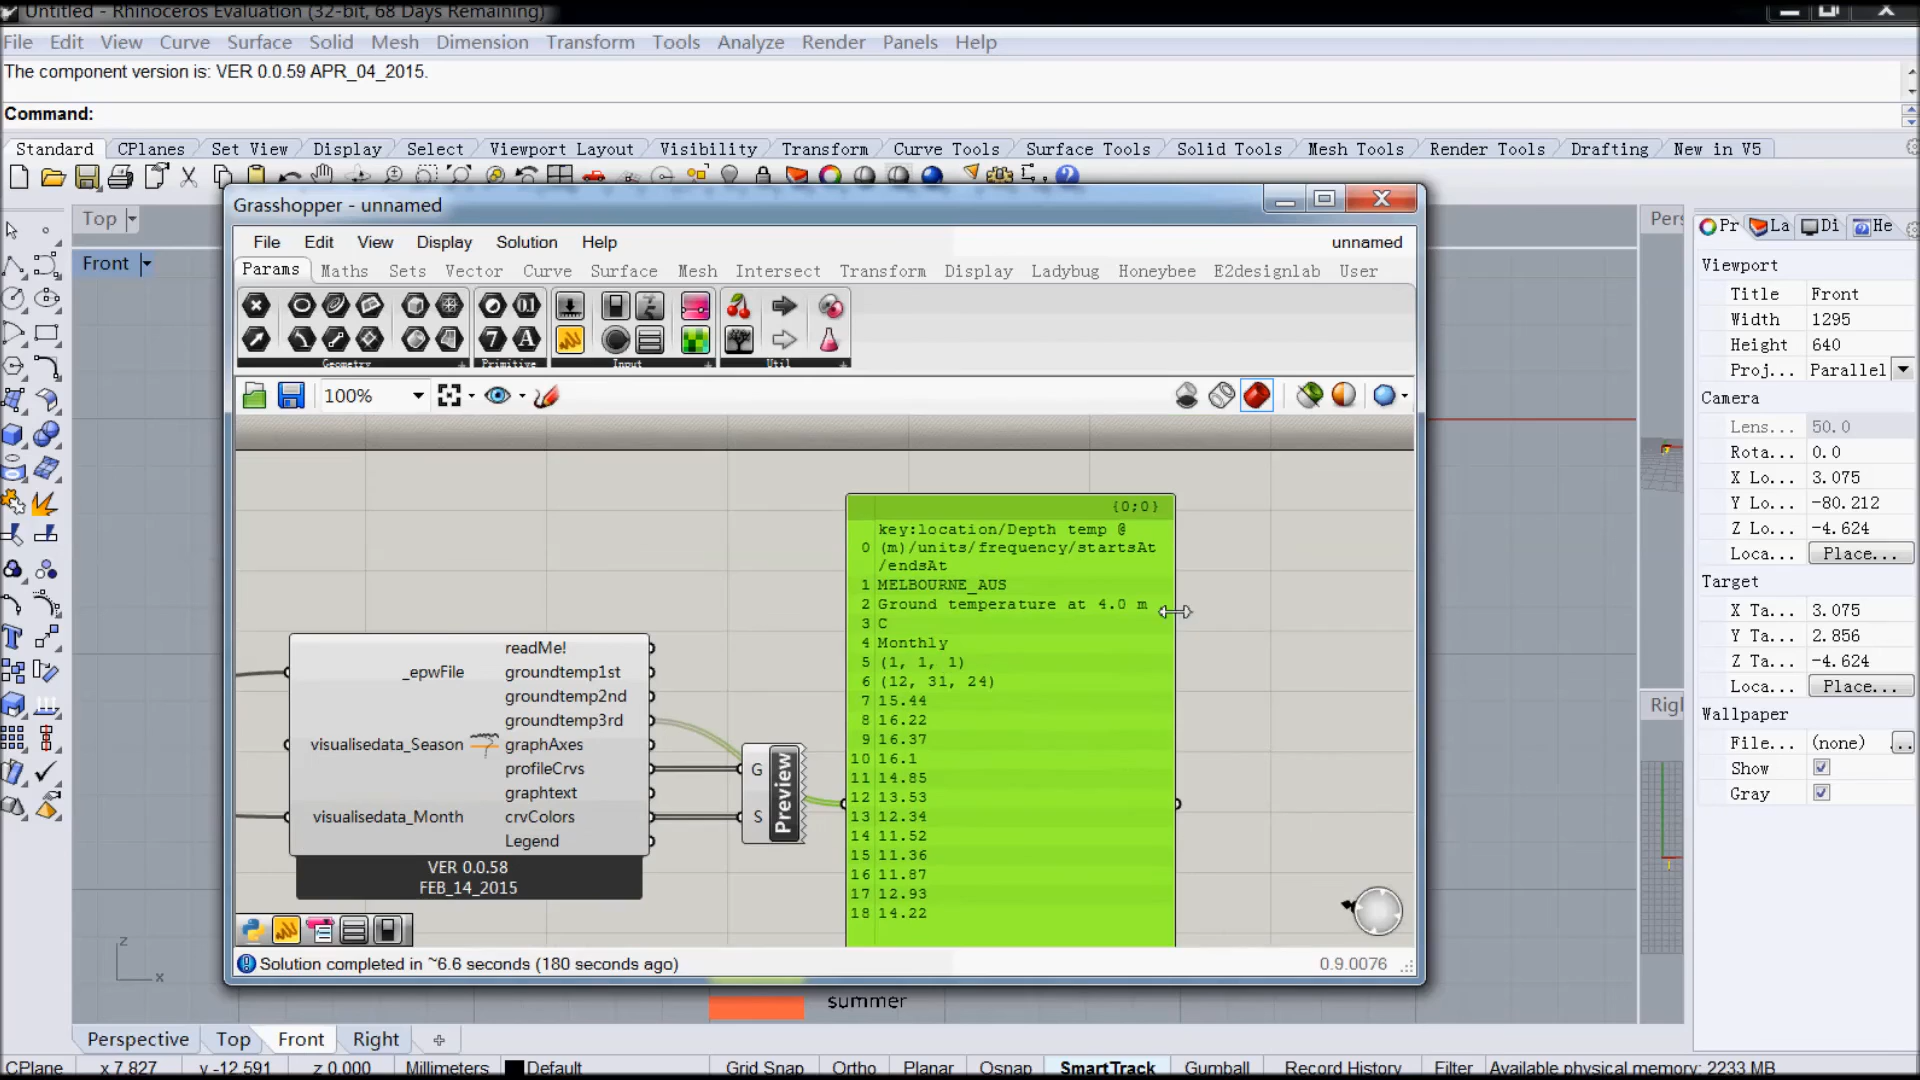 Untitled - Rhinoceros Evaluation (32-bit, 68 Days Remaining)
File Edit View Curve Surface Solid Mesh Dimension Transform Tools Analyze Render Panels Help
The component version is: VER 0.0.59 APR_04_2015.
Command:
Standard CPlanes Set View Display Select Viewport Layout Visibility Transform Curve Tools Surface Tools Solid Tools Mesh Tools Render Tools Drafting New in V5
Top
Front
Pers
Righ
Grasshopper - unnamed
File Edit View Display Solution Help unnamed
Params Maths Sets Vector Curve Surface Mesh Intersect Transform Display Ladybug Honeybee E2designlab User
Geometry Primitive Input Util
100%
{0;0}
key:location/Depth temp @
0 (m)/units/frequency/startsAt
/endsAt
1 MELBOURNE_AUS
2 Ground temperature at 4.0 m
3 C
4 Monthly
5 (1, 1, 1)
6 (12, 31, 24)
7 15.44
8 16.22
9 16.37
10 16.1
11 14.85
12 13.53
13 12.34
14 11.52
15 11.36
16 11.87
17 12.93
18 14.22
readMe!
_epwFile groundtemp1st
groundtemp2nd
groundtemp3rd
visualisedata_Season graphAxes
profileCrvs
graphtext
visualisedata_Month crvColors
Legend
VER 0.0.58
FEB_14_2015
G
S
Preview
Solution completed in ~6.6 seconds (180 seconds ago) 0.9.0076
summer
z
x
Pr La Di He
Viewport
Title Front
Width 1295
Height 640
Proj... Parallel
Camera
Lens... 50.0
Rota... 0.0
X Lo... 3.075
Y Lo... -80.212
Z Lo... -4.624
Loca... Place...
Target
X Ta... 3.075
Y Ta... 2.856
Z Ta... -4.624
Loca... Place...
Wallpaper
File... (none) ..
Show
Gray
Perspective Top Front Right
CPlane x 7.827 y -12.591 z 0.000 Millimeters Default Grid Snap Ortho Planar Osnap SmartTrack Gumball Record History Filter Available physical memory: 2233 MB